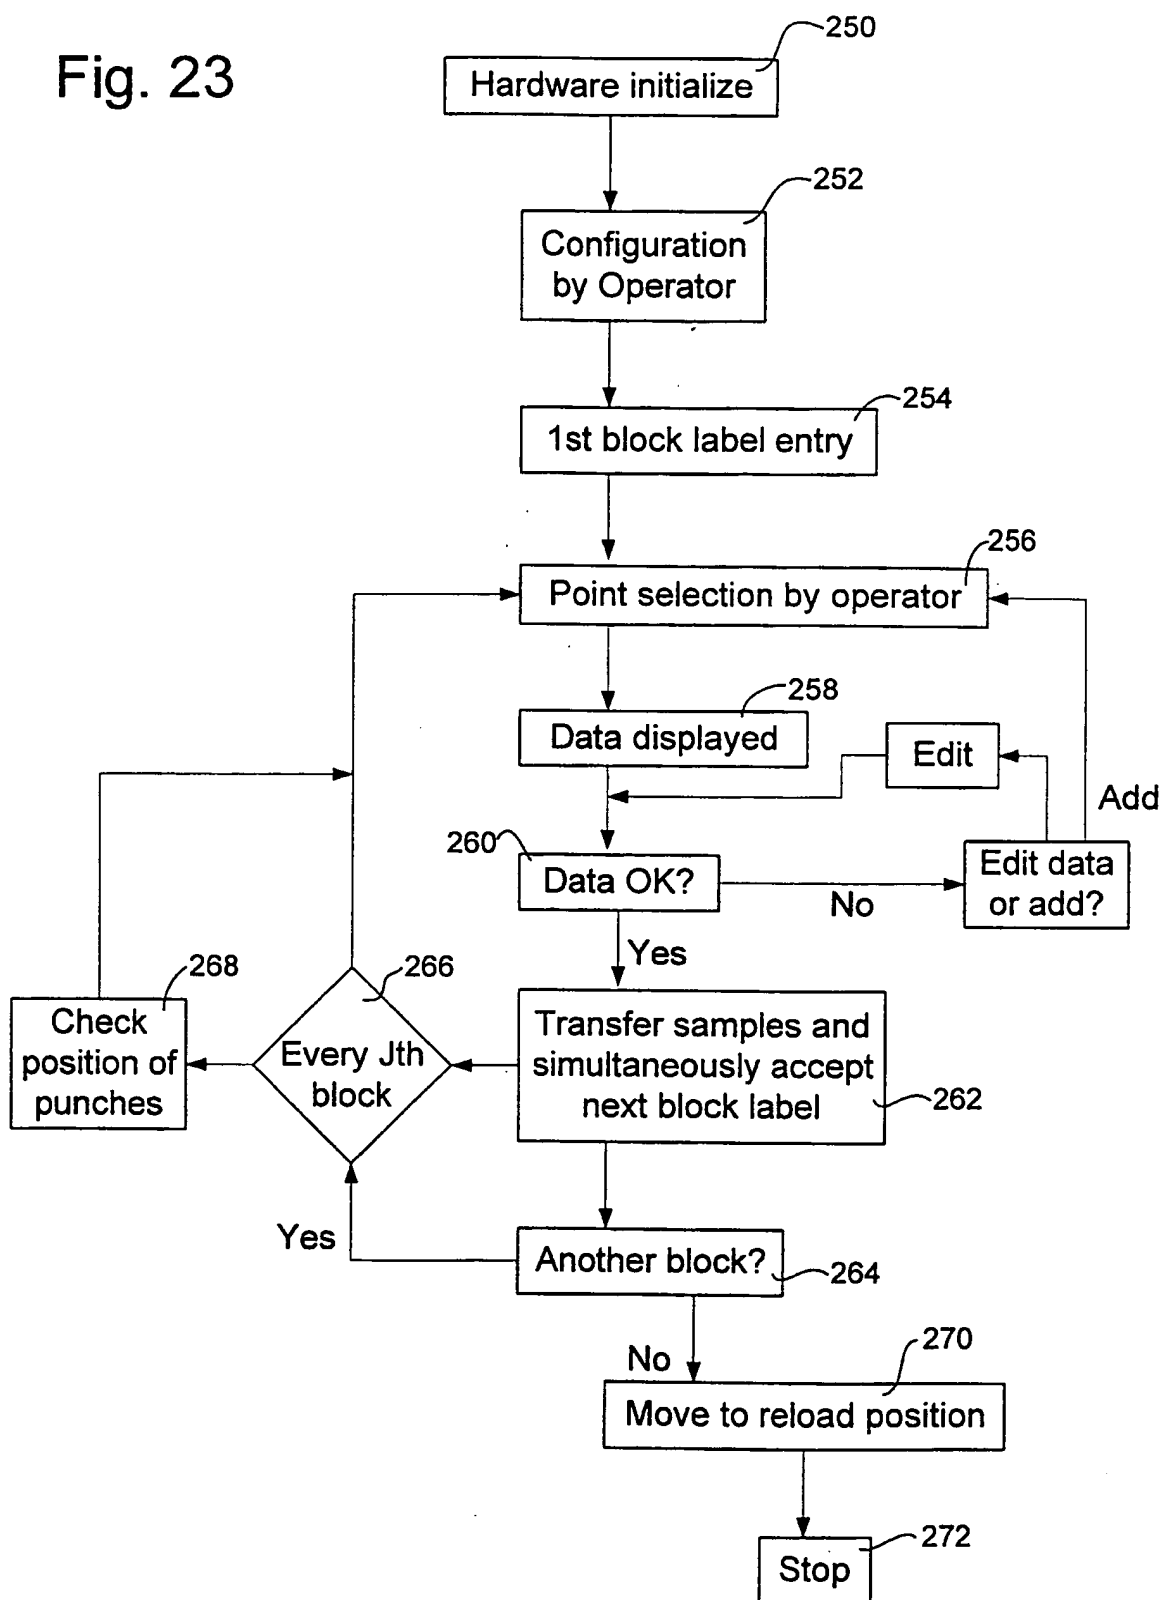 Fig. 23
250
Hardware initialize
252
Configuration
by Operator
254
1st block label entry
256
Point selection by operator
258
Data displayed
Edit
Add
260
Data OK?
No
Edit data
or add?
Yes
268
266
Check
position of
punches
Every Jth
block
Transfer samples and
simultaneously accept
next block label
262
Yes
Another block?
264
No
270
Move to reload position
272
Stop